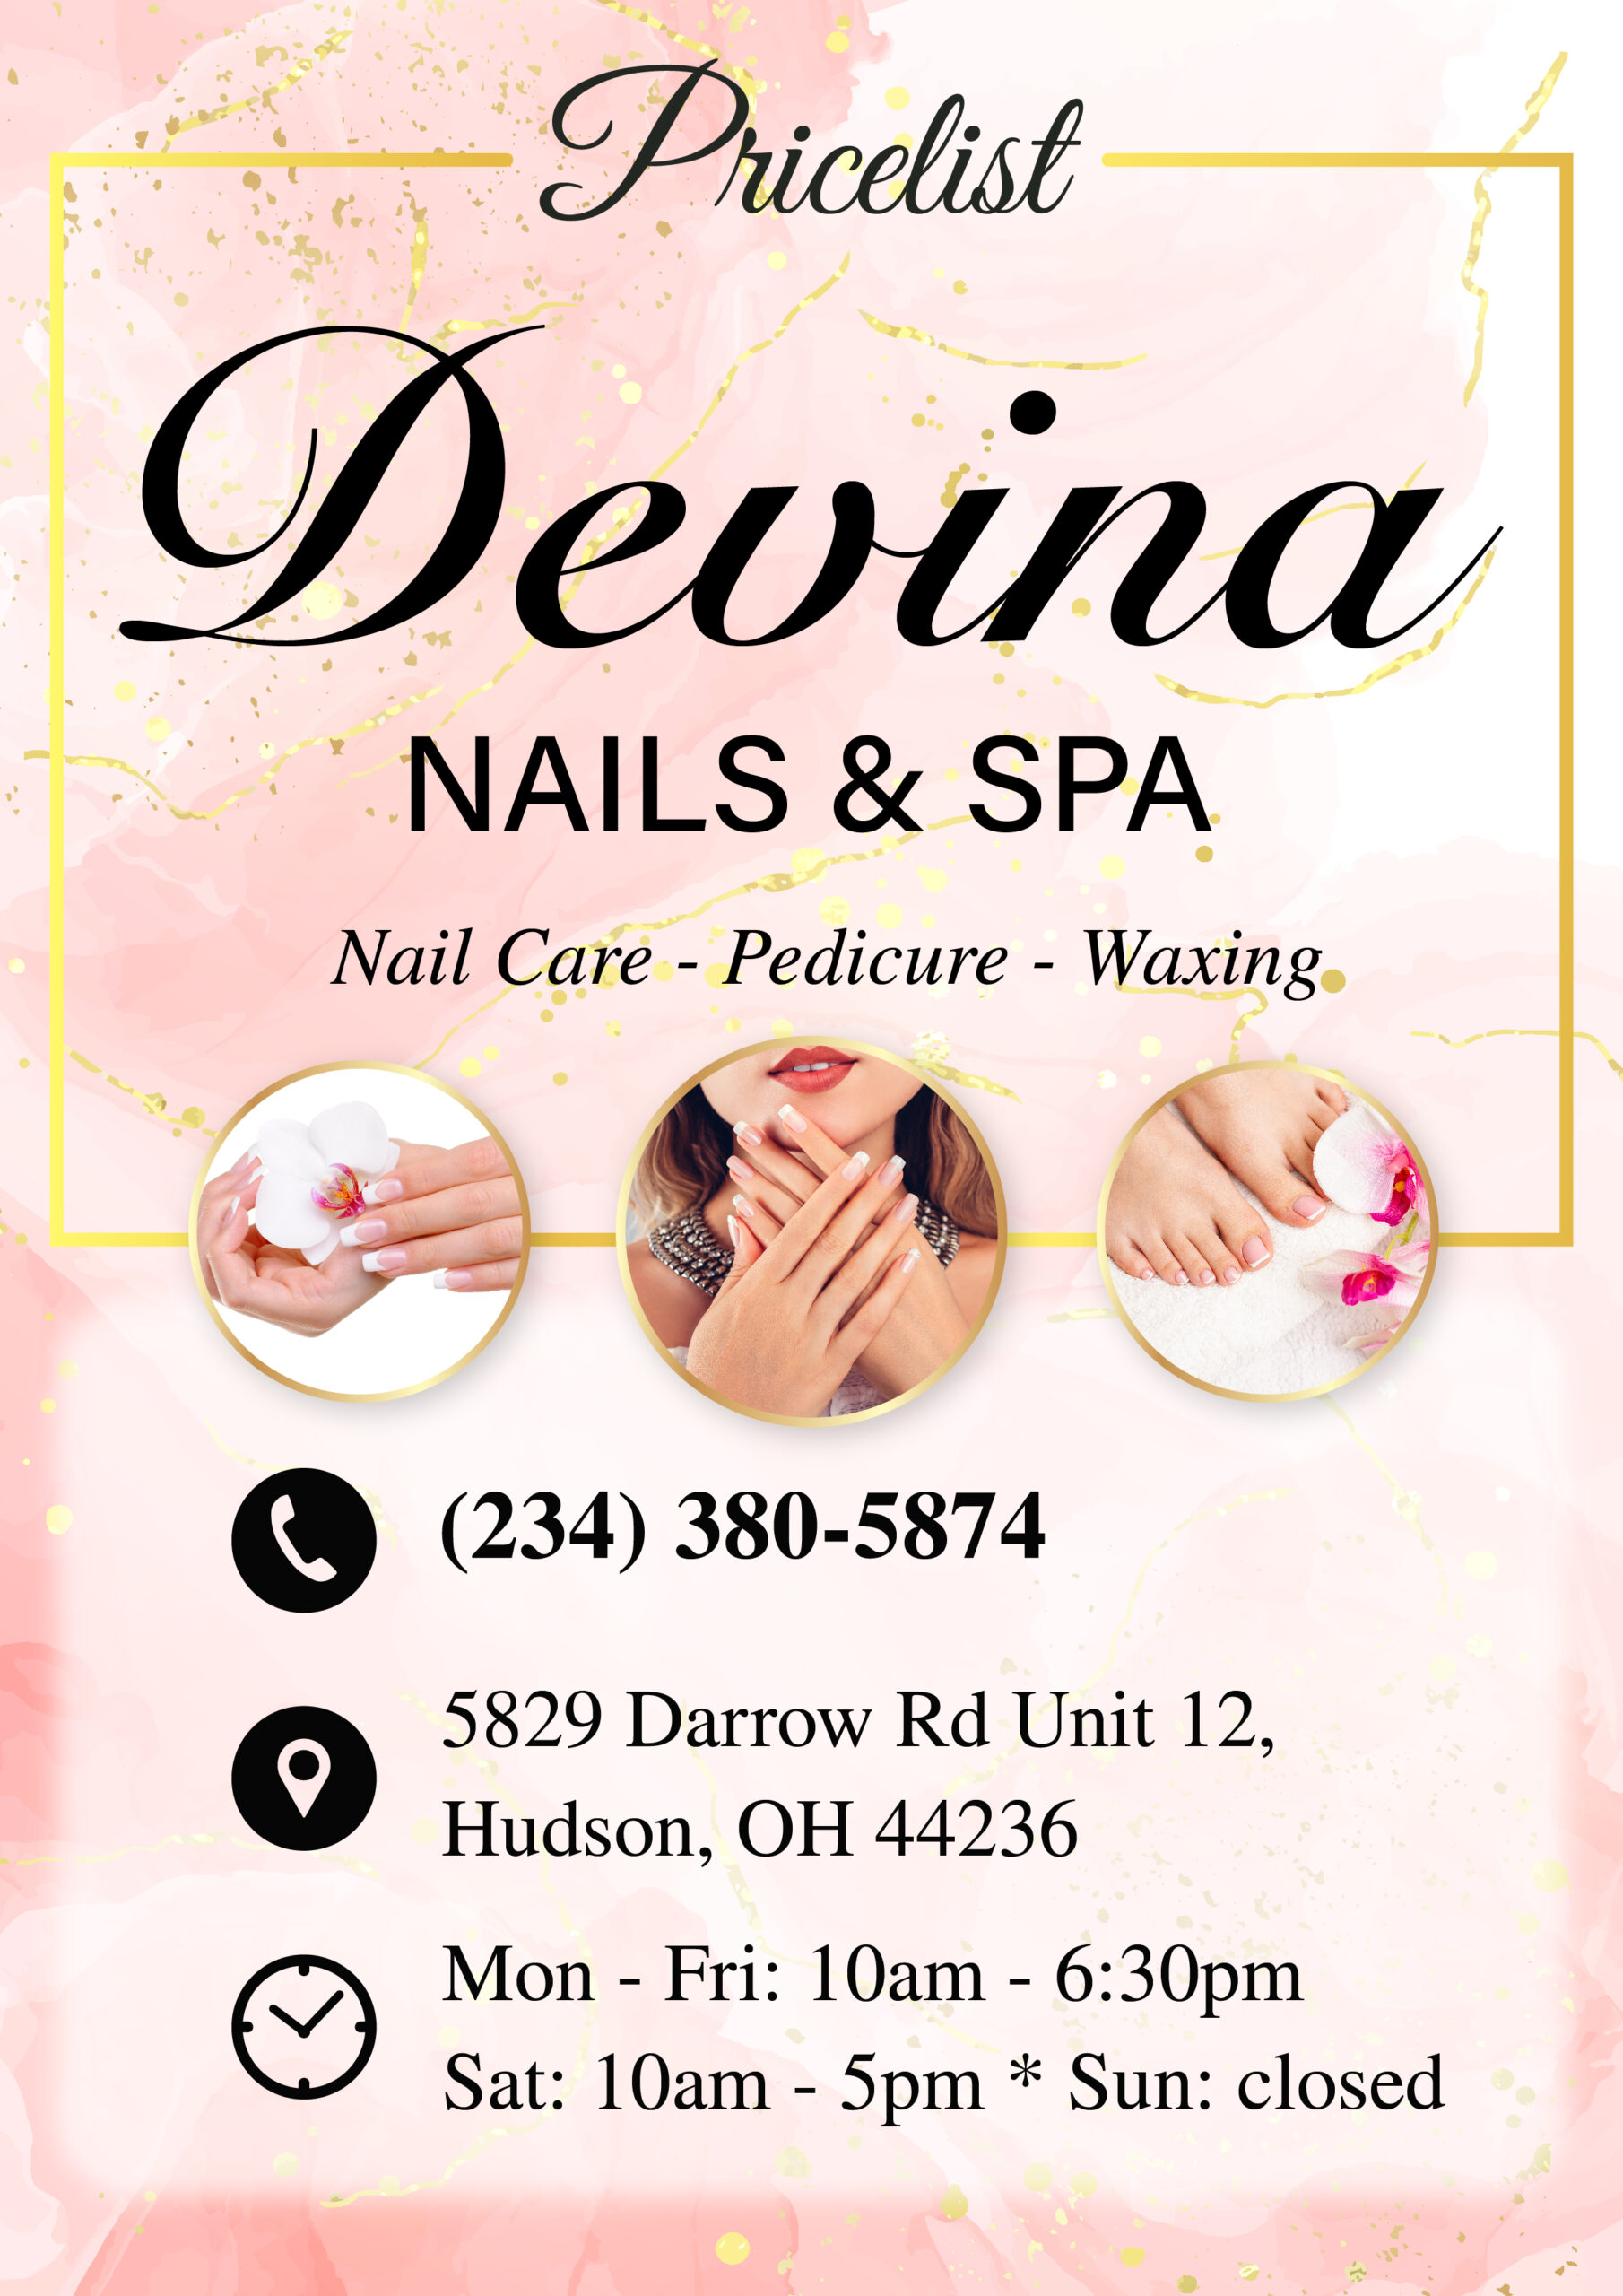 Pricelist
Devina
NAILS & SPA
Nail Care - Pedicure - Waxing
(234) 380-5874
5829 Darrow Rd Unit 12,
Hudson, OH 44236
Mon - Fri: 10am - 6:30pm
Sat: 10am - 5pm * Sun: closed